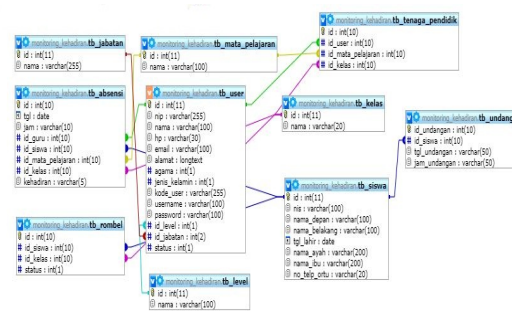 monitoring_kehadiran.tb_jabatan
id : int(11)
nama : varchar(255)
monitoring_kehadiran.tb_mata_pelajaran
id : int(11)
nama : varchar(100)
monitoring_kehadiran.tb_tenaga_pendidik
id : int(10)
id_user : int(10)
id_mata_pelajaran : int(10)
id_kelas : int(10)
monitoring_kehadiran.tb_absensi
id : int(10)
tgl : date
jam : varchar(10)
id_guru : int(10)
id_siswa : int(10)
id_mata_pelajaran : int(10)
id_kelas : int(10)
kehadiran : varchar(5)
monitoring_kehadiran.tb_user
id : int(11)
nip : varchar(255)
nama : varchar(100)
hp : varchar(30)
email : varchar(100)
alamat : longtext
agama : int(1)
jenis_kelamin : int(1)
kode_user : varchar(255)
username : varchar(100)
password : varchar(100)
id_level : int(1)
id_jabatan : int(2)
status : int(1)
monitoring_kehadiran.tb_kelas
id : int(11)
nama : varchar(20)
monitoring_kehadiran.tb_undang
id_undangan : int(10)
id_siswa : int(10)
tgl_undangan : varchar(50)
jam_undangan : varchar(50)
monitoring_kehadiran.tb_siswa
id : int(11)
nis : varchar(100)
nama_depan : varchar(100)
nama_belakang : varchar(100)
tgl_lahir : date
nama_ayah : varchar(200)
nama_ibu : varchar(200)
no_telp_ortu : varchar(20)
monitoring_kehadiran.tb_rombel
id : int(10)
id_siswa : int(10)
id_kelas : int(10)
status : int(1)
monitoring_kehadiran.tb_level
id : int(11)
nama : varchar(100)